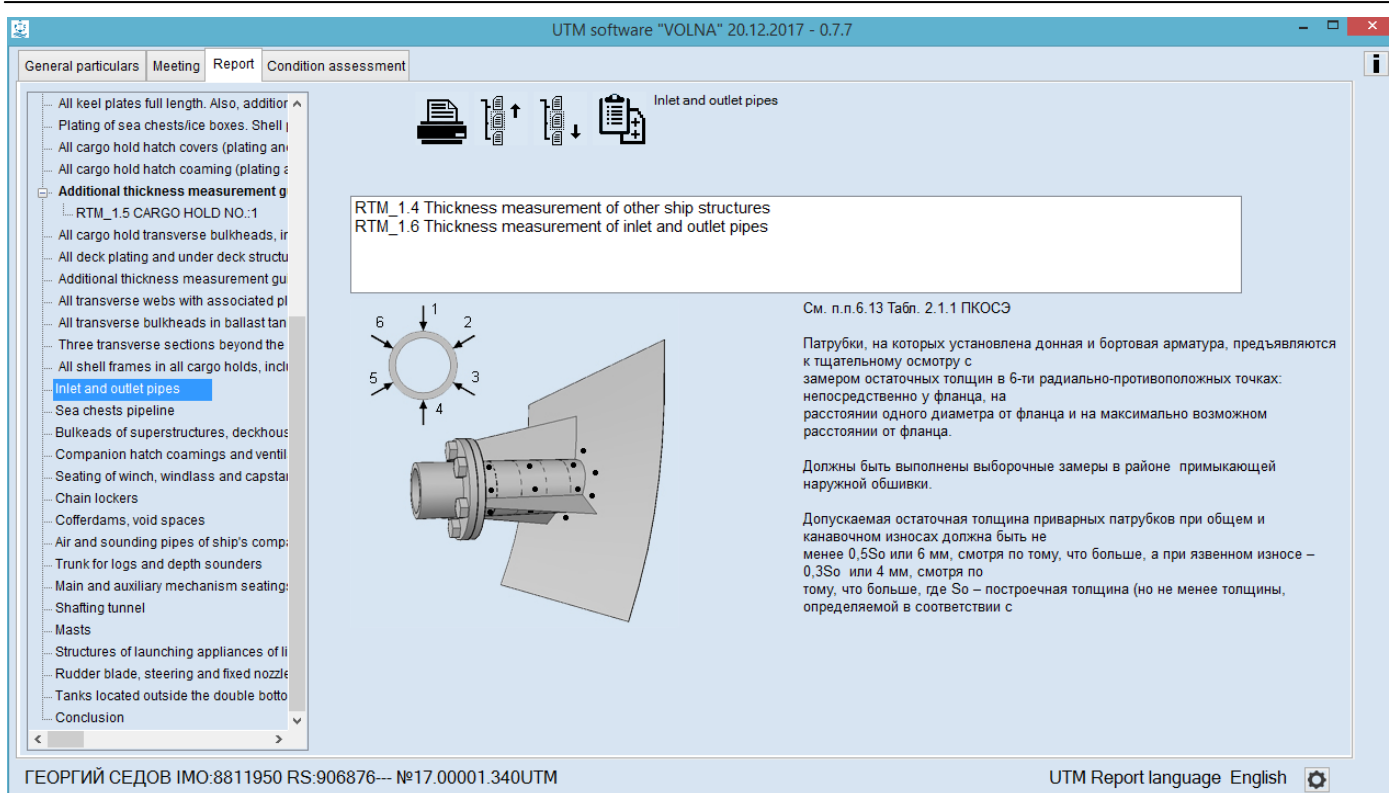 UTM software "VOLNA" 20.12.2017 - 0.7.7
General particulars Meeting Report Condition assessment
All keel plates full length. Also, addition
Plating of sea chests/ice boxes. Shell
All cargo hold hatch covers (plating an
All cargo hold hatch coaming (plating a
Additional thickness measurement g
RTM_1.5 CARGO HOLD NO.:1
All cargo hold transverse bulkheads, ir
All deck plating and under deck structu
Additional thickness measurement gu
All transverse webs with associated pl
All transverse bulkheads in ballast tan
Three transverse sections beyond the
All shell frames in all cargo holds, inclu
Inlet and outlet pipes
Sea chests pipeline
Bulkeads of superstructures, deckhous
Companion hatch coamings and ventil
Seating of winch, windlass and capstan
Chain lockers
Cofferdams, void spaces
Air and sounding pipes of ship's comp
Trunk for logs and depth sounders
Main and auxiliary mechanism seating
Shafting tunnel
Masts
Structures of launching appliances of li
Rudder blade, steering and fixed nozzle
Tanks located outside the double botto
Conclusion
Inlet and outlet pipes
RTM_1.4 Thickness measurement of other ship structures
RTM_1.6 Thickness measurement of inlet and outlet pipes
1
6 2
5 3
4
См. п.п.6.13 Табл. 2.1.1 ПКОСЭ
Патрубки, на которых установлена донная и бортовая арматура, предъявляются
к тщательному осмотру с
замером остаточных толщин в 6-ти радиально-противоположных точках:
непосредственно у фланца, на
расстоянии одного диаметра от фланца и на максимально возможном
расстоянии от фланца.
Должны быть выполнены выборочные замеры в районе примыкающей
наружной обшивки.
Допускаемая остаточная толщина приварных патрубков при общем и
канавочном износах должна быть не
менее 0,5So или 6 мм, смотря по тому, что больше, а при язвенном износе –
0,3So или 4 мм, смотря по
тому, что больше, где So – построечная толщина (но не менее толщины,
определяемой в соответствии с
ГЕОРГИЙ СЕДОВ IMO:8811950 RS:906876--- №17.00001.340UTM
UTM Report language English